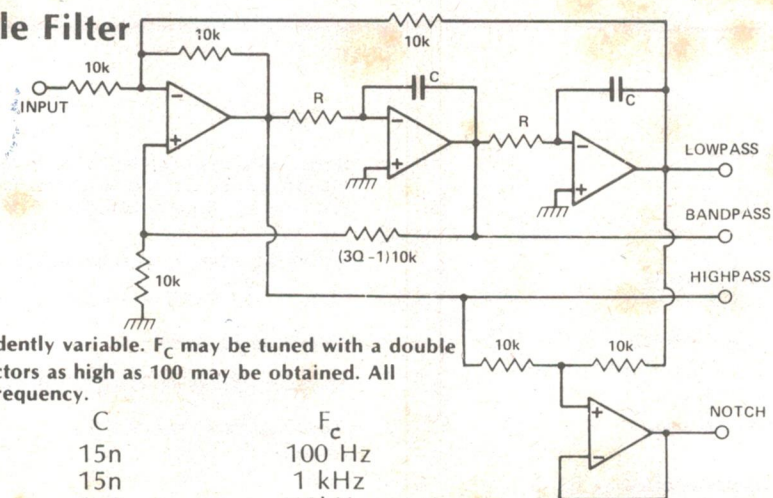 le Filter
10k
10k
10k
INPUT
C
C
R
R
−
+
−
+
−
+
LOWPASS
BANDPASS
(3Q -1)10k
HIGHPASS
10k
10k
10k
dently variable. Fc may be tuned with a double
ctors as high as 100 may be obtained. All
requency.
C Fc
15n 100 Hz
15n 1 kHz
+
−
NOTCH